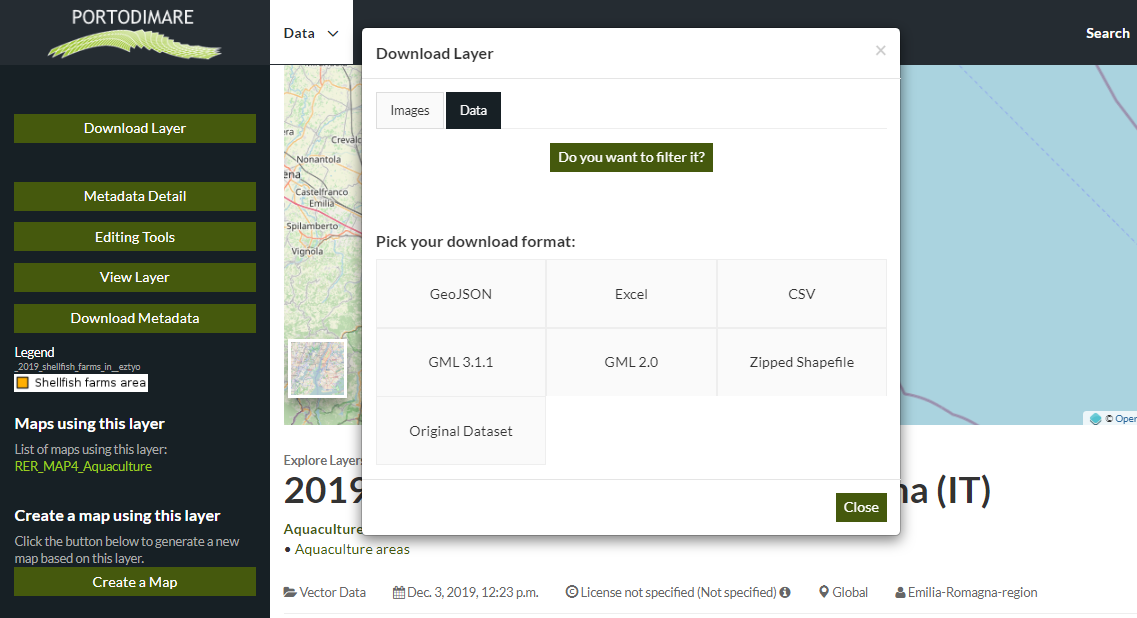 PORTODIMARE
Data
Search
Download Layer
Metadata Detail
Editing Tools
View Layer
Download Metadata
Legend
_2019_shellfish_farms_in__eztyo
Shellfish farms area
Maps using this layer
List of maps using this layer:
RER_MAP4_Aquaculture
Create a map using this layer
Click the button below to generate a new
map based on this layer.
Create a Map
Crevalc
Nonantola
Castelfranco
Emilia
Spilamberto
Vignola
Download Layer
×
Images
Data
Do you want to filter it?
Pick your download format:
GeoJSON
Excel
CSV
GML 3.1.1
GML 2.0
Zipped Shapefile
Original Dataset
Close
© Open
Explore Layers
2019
na (IT)
Aquaculture
• Aquaculture areas
Vector Data
Dec. 3, 2019, 12:23 p.m.
License not specified (Not specified)
Global
Emilia-Romagna-region